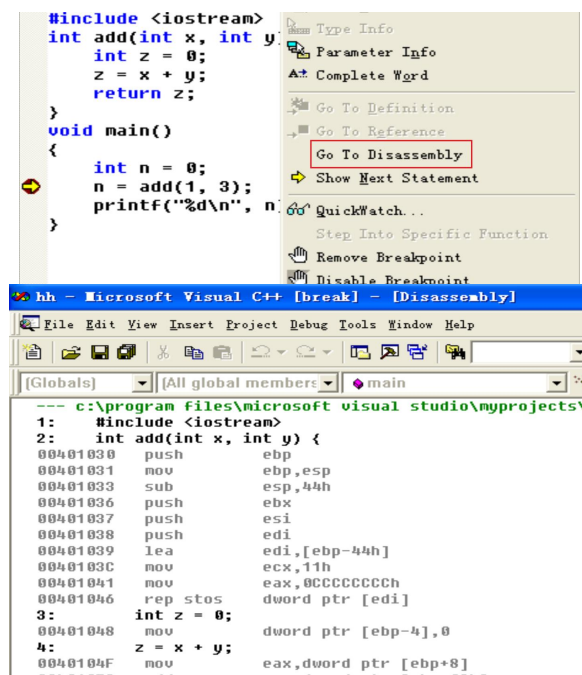 #include <iostream>
int add(int x, int y
int z = 0;
z = x + y;
return z;
}
void main()
{
int n = 0;
n = add(1, 3);
printf("%d\n", n
}
Type Info
Parameter Info
Complete Word
Go To Definition
Go To Reference
Go To Disassembly
Show Next Statement
QuickWatch...
Step Into Specific Function
Remove Breakpoint
Disable Breakpoint
hh - Microsoft Visual C++ [break] - [Disassembly]
File Edit View Insert Project Debug Tools Window Help
(Globals) (All global members main
--- c:\program files\microsoft visual studio\myprojects\
1: #include <iostream>
2: int add(int x, int y) {
00401030 push ebp
00401031 mov ebp,esp
00401033 sub esp,44h
00401036 push ebx
00401037 push esi
00401038 push edi
00401039 lea edi,[ebp-44h]
0040103C mov ecx,11h
00401041 mov eax,0CCCCCCCCh
00401046 rep stos dword ptr [edi]
3: int z = 0;
00401048 mov dword ptr [ebp-4],0
4: z = x + y;
0040104F mov eax,dword ptr [ebp+8]